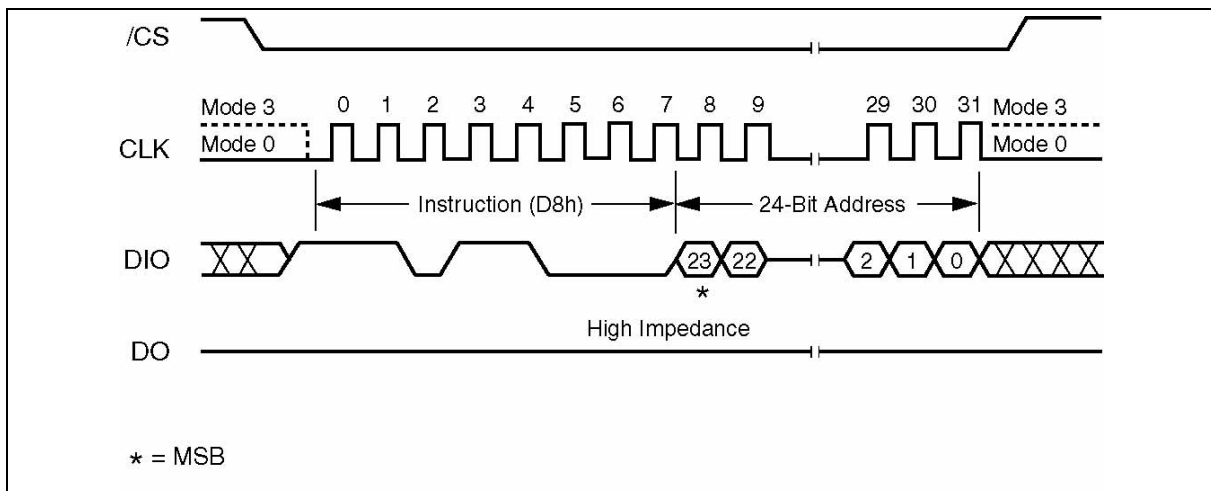 /CS
0 1 2 3 4 5 6 7 8 9 29 30 31
Mode 3 Mode 3
CLK
Mode 0 Mode 0
Instruction (D8h) 24-Bit Address
DIO 23 22 2 1 0
*
High Impedance
DO
* = MSB